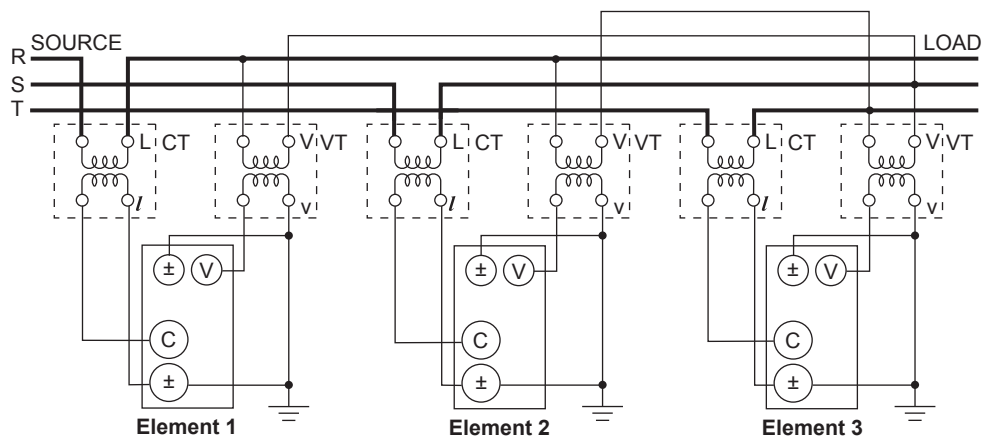 SOURCE LOAD
R
S
T
L CT V VT L CT V VT L CT V VT
l v l v l v
± V ± V ± V
C C C
± ± ±
Element 1 Element 2 Element 3